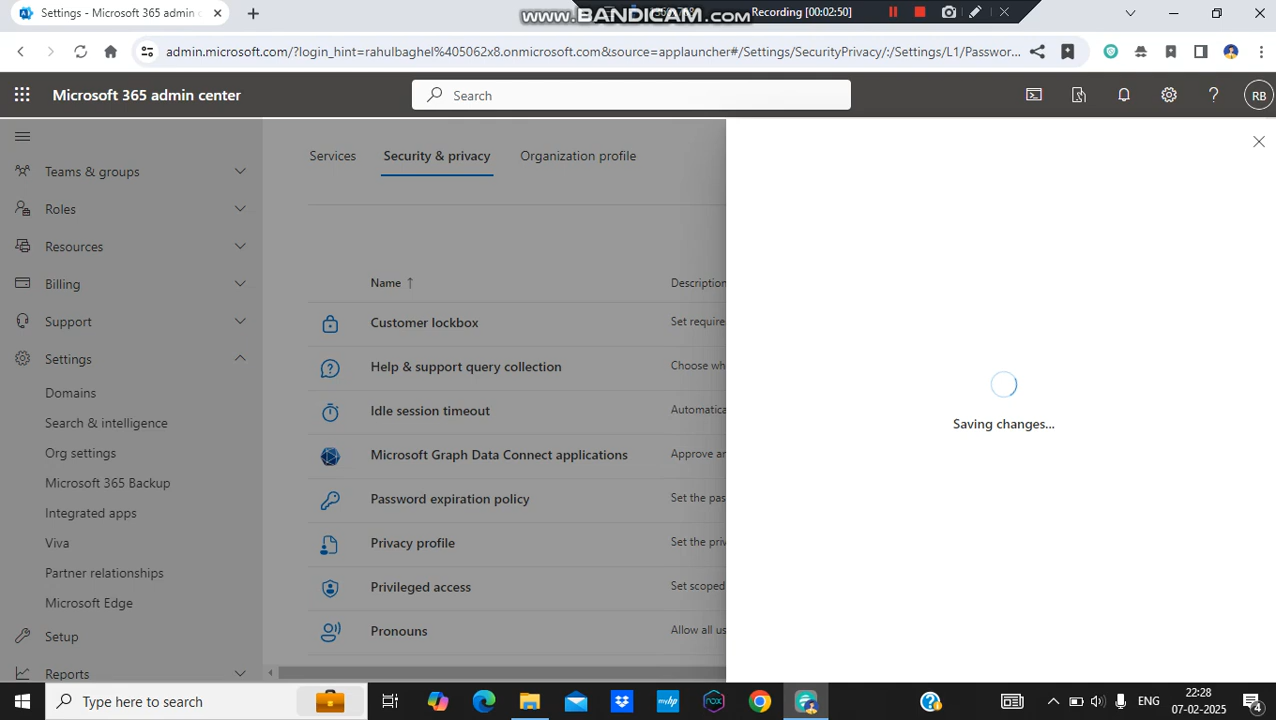 Settings - Microsoft 365 admin
www.BANDICAM.com
Recording [00:02:50]
admin.microsoft.com/?login_hint=rahulbaghel%405062x8.onmicrosoft.com&source=applauncher#/Settings/SecurityPrivacy/:/Settings/L1/Passwor...
Microsoft 365 admin center
Search
RB
Services
Security & privacy
Organization profile
Teams & groups
Roles
Resources
Billing
Support
Settings
Domains
Search & intelligence
Org settings
Microsoft 365 Backup
Integrated apps
Viva
Partner relationships
Microsoft Edge
Setup
Reports
Name ↑
Description
Customer lockbox
Set require
Help & support query collection
Choose wh
Idle session timeout
Automatica
Microsoft Graph Data Connect applications
Approve ar
Password expiration policy
Set the pas
Privacy profile
Set the priv
Privileged access
Set scoped
Pronouns
Allow all us
Saving changes...
Type here to search
ENG
22:28
07-02-2025
4